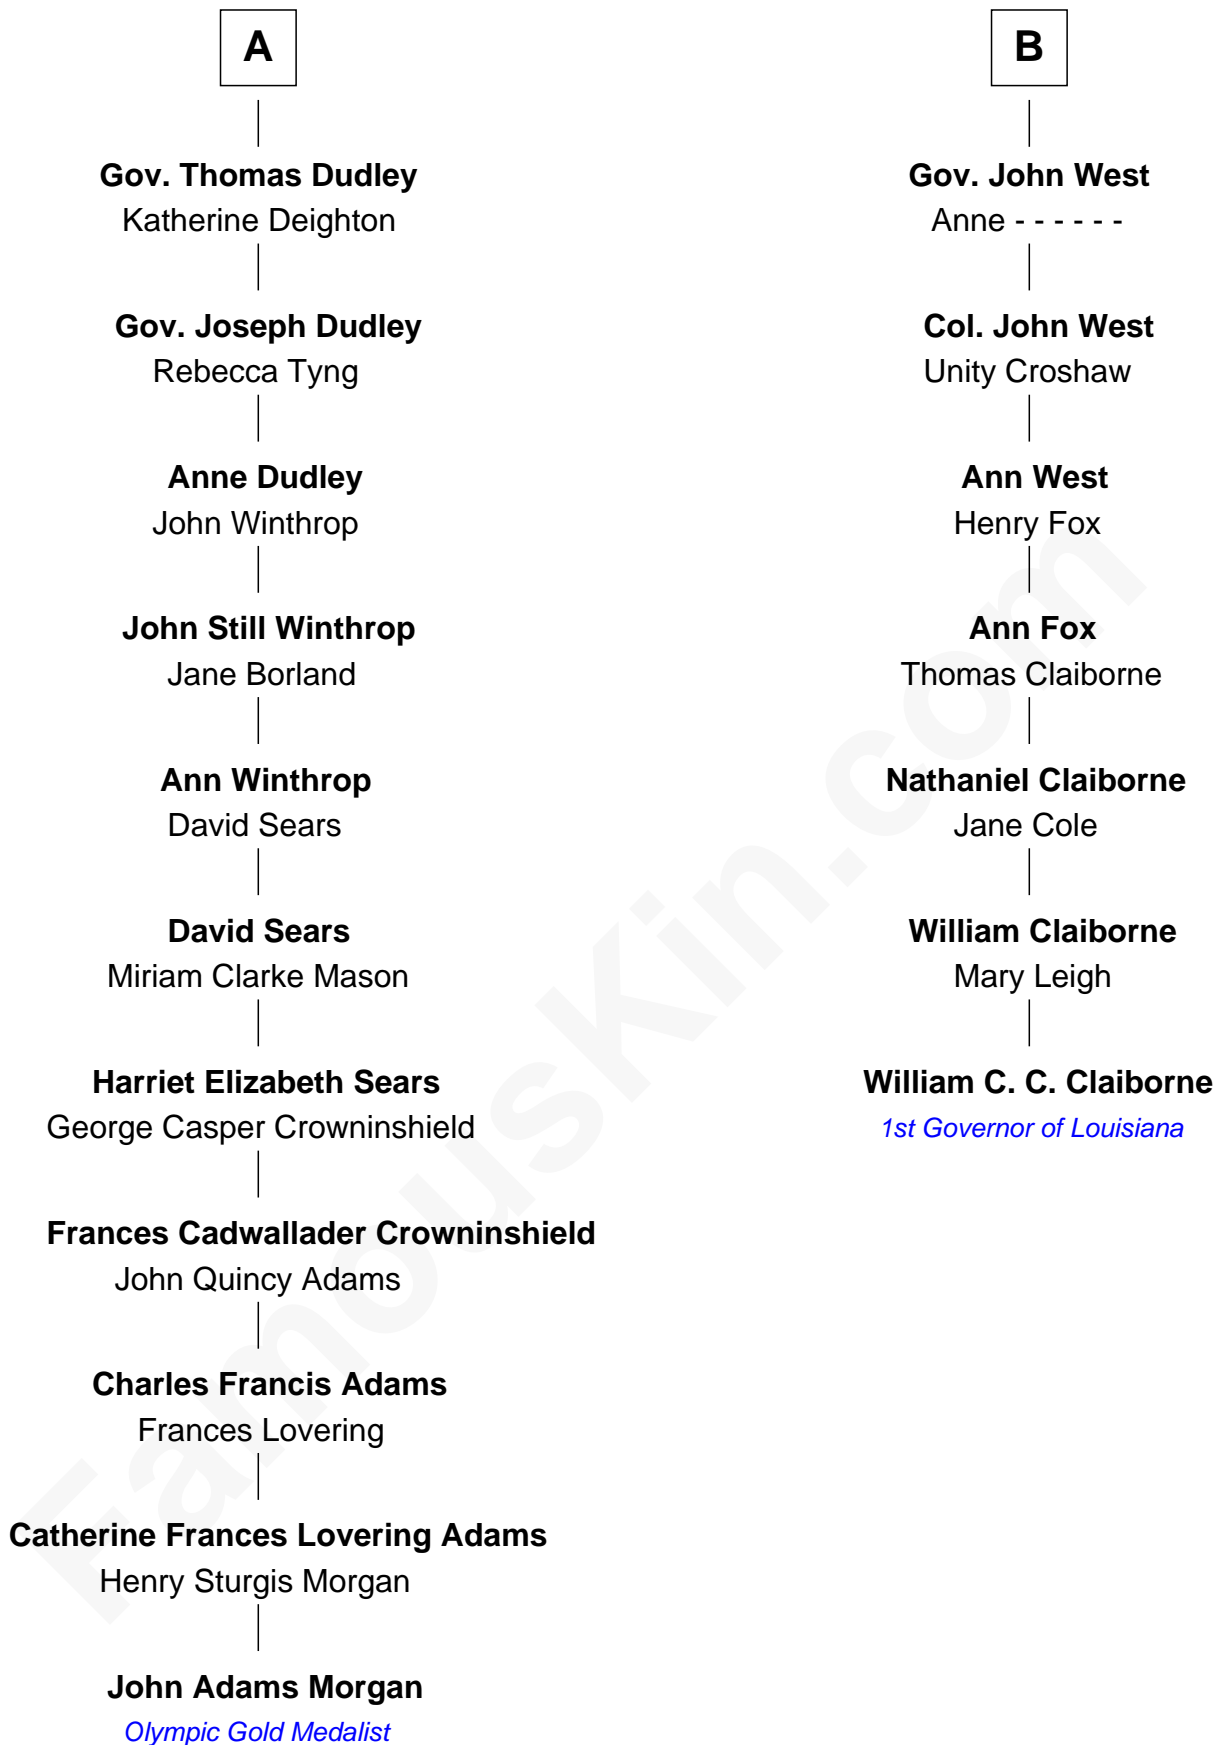 A
Gov. Thomas Dudley
Katherine Deighton
Gov. Joseph Dudley
Rebecca Tyng
Anne Dudley
John Winthrop
John Still Winthrop
Jane Borland
Ann Winthrop
David Sears
David Sears
Miriam Clarke Mason
Harriet Elizabeth Sears
George Casper Crowninshield
Frances Cadwallader Crowninshield
John Quincy Adams
Charles Francis Adams
Frances Lovering
Catherine Frances Lovering Adams
Henry Sturgis Morgan
John Adams Morgan
Olympic Gold Medalist
B
Gov. John West
Anne - - - - - -
Col. John West
Unity Croshaw
Ann West
Henry Fox
Ann Fox
Thomas Claiborne
Nathaniel Claiborne
Jane Cole
William Claiborne
Mary Leigh
William C. C. Claiborne
1st Governor of Louisiana
FamousKin.com